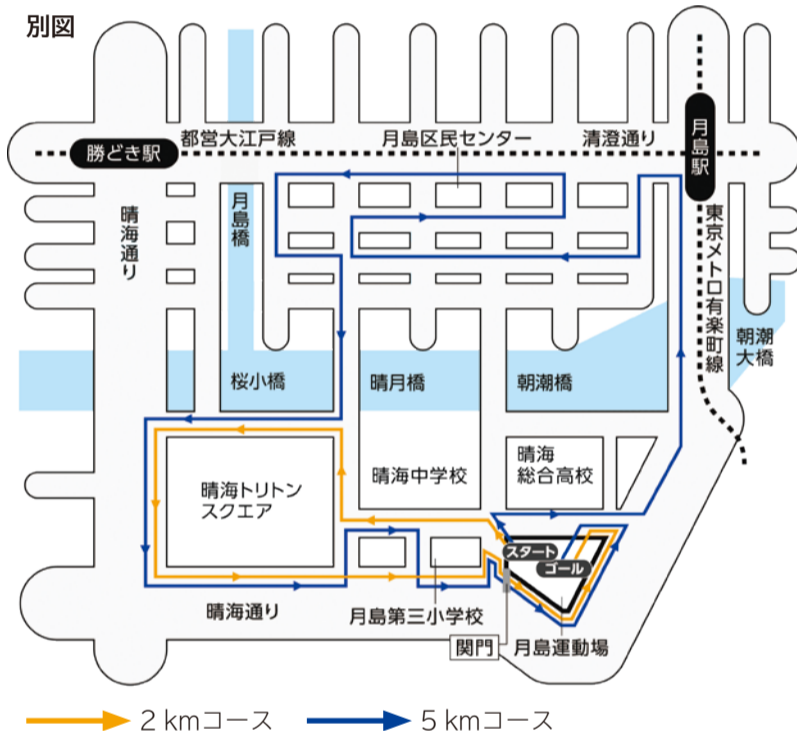 別図
都営大江戸線
月島区民センター
清澄通り
勝どき駅
月島駅
晴海通り
月島橋
東京メトロ有楽町線
朝潮
大橋
桜小橋
晴月橋
朝潮橋
晴海トリトン
スクエア
晴海中学校
晴海
総合高校
スタート
ゴール
晴海通り
月島第三小学校
関門
月島運動場
2 kmコース
5 kmコース